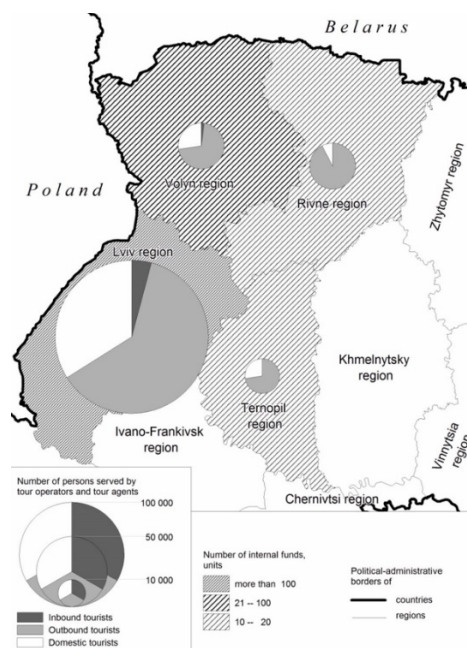 Belarus
Poland
Volyn region
Rivne region
Zhytomyr region
Lviv region
Khmelnytsky
region
Ternopil
region
Ivano-Frankivsk
region
Vinnytsia
region
Chernivtsi region
Number of persons served by
tour operators and tour agents
100 000
50 000
10 000
Inbound tourists
Outbound tourists
Domestic tourists
Number of internal funds,
units
more than 100
21 -- 100
10 -- 20
Political-administrative
borders of
countries
regions